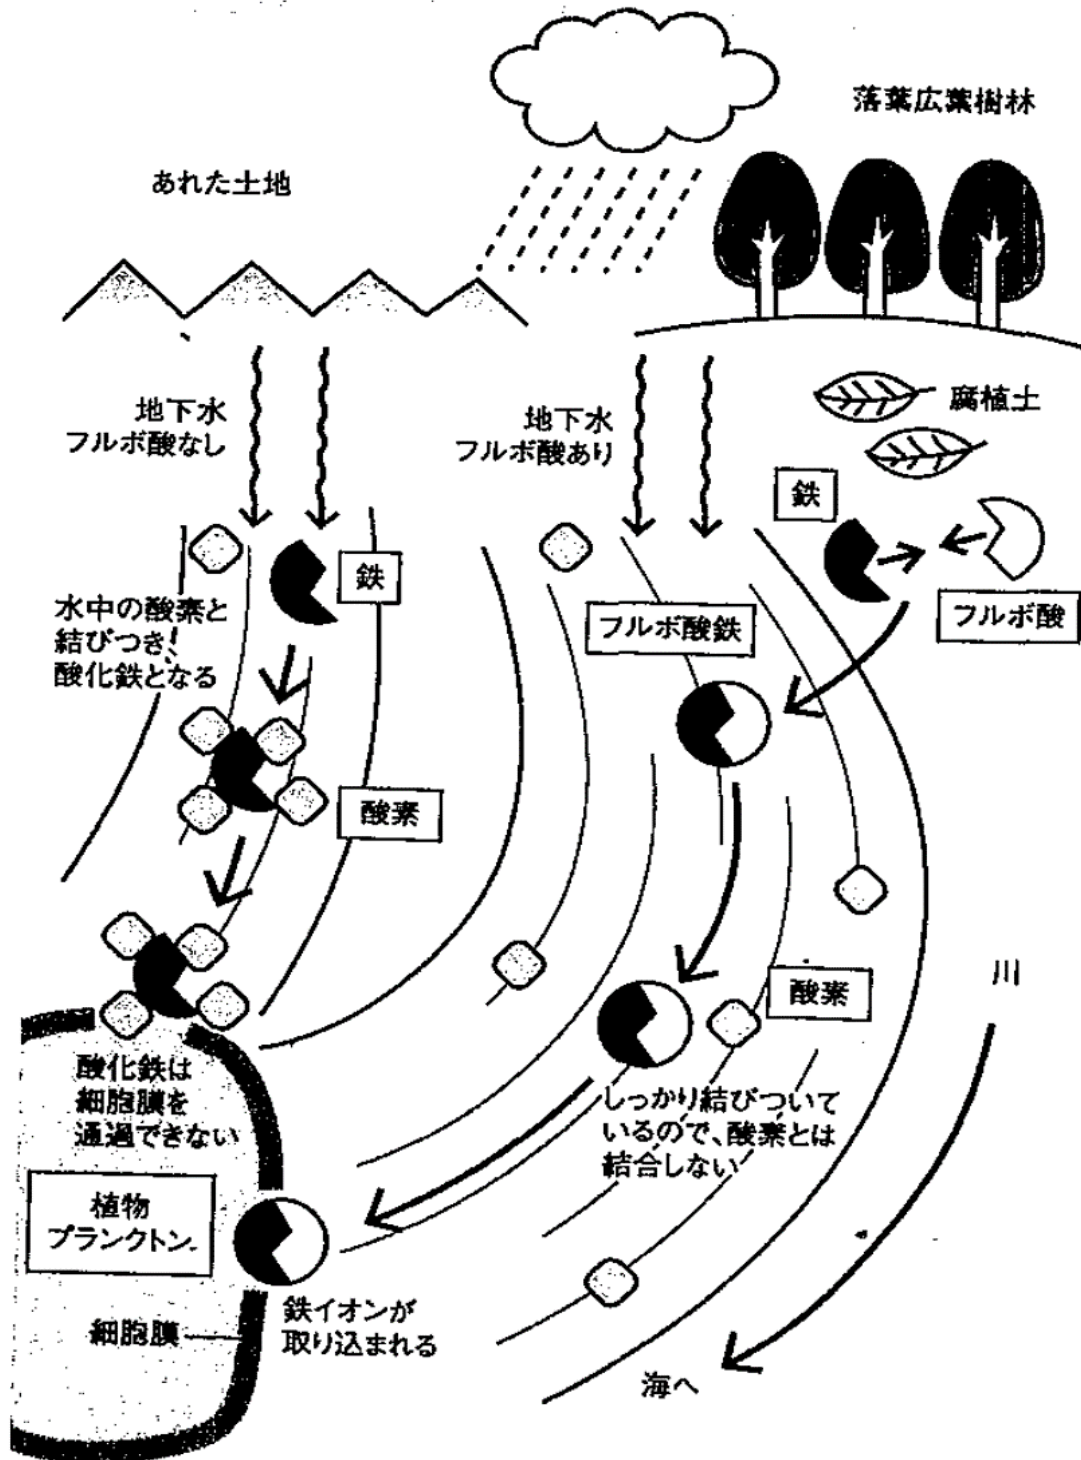 落葉広葉樹林
あれた土地
地下水
フルボ酸なし
地下水
フルボ酸あり
腐植土
鉄
フルボ酸
鉄
水中の酸素と
結びつき、
酸化鉄となる
フルボ酸鉄
酸素
酸素
川
しっかり結びついて
いるので、酸素とは
結合しない
酸化鉄は
細胞膜を
通過できない
植物
プランクトン
鉄イオンが
取り込まれる
細胞膜
海へ